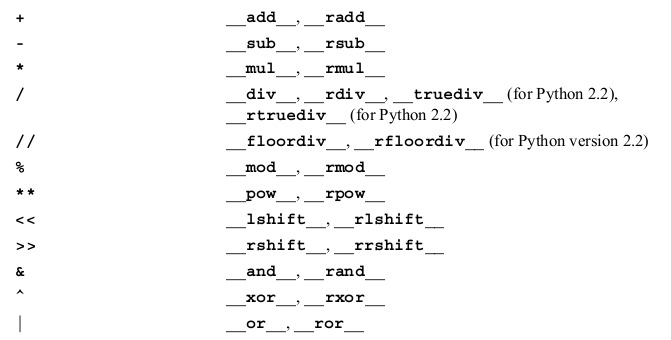 + __add__, __radd__
- __sub__, __rsub__
* __mul__, __rmul__
/ __div__, __rdiv__, __truediv__ (for Python 2.2),
__rtruediv__ (for Python 2.2)
// __floordiv__, __rfloordiv__ (for Python version 2.2)
% __mod__, __rmod__
** __pow__, __rpow__
<< __lshift__, __rlshift__
>> __rshift__, __rrshift__
& __and__, __rand__
^ __xor__, __rxor__
| __or__, __ror__